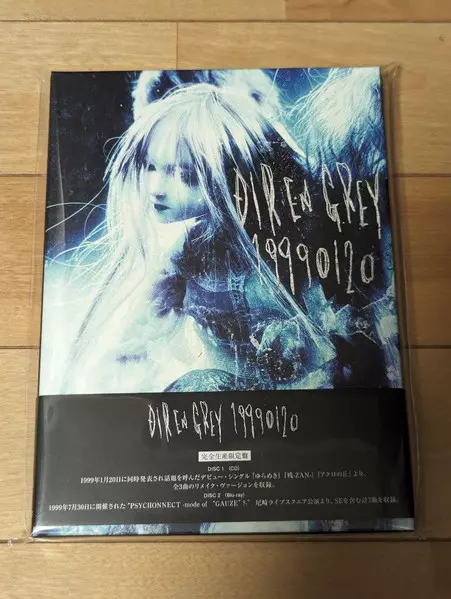 DIR EN GREY
19990120
DIR EN GREY 19990120
完全生産限定盤
DISC 1 (CD)
1999年1月20日に同時発表され話題を呼んだデビュー・シングル「ゆらめき」「残-ZAN-」「アクロの丘」より、
全3曲のリメイク・ヴァージョンを収録。
DISC 2 (Blu-ray)
1999年7月30日に開催された "PSYCHONNECT -mode of "GAUZE"?-" 尼崎ライブスクエア公演より、SEを含む計7曲を収録。